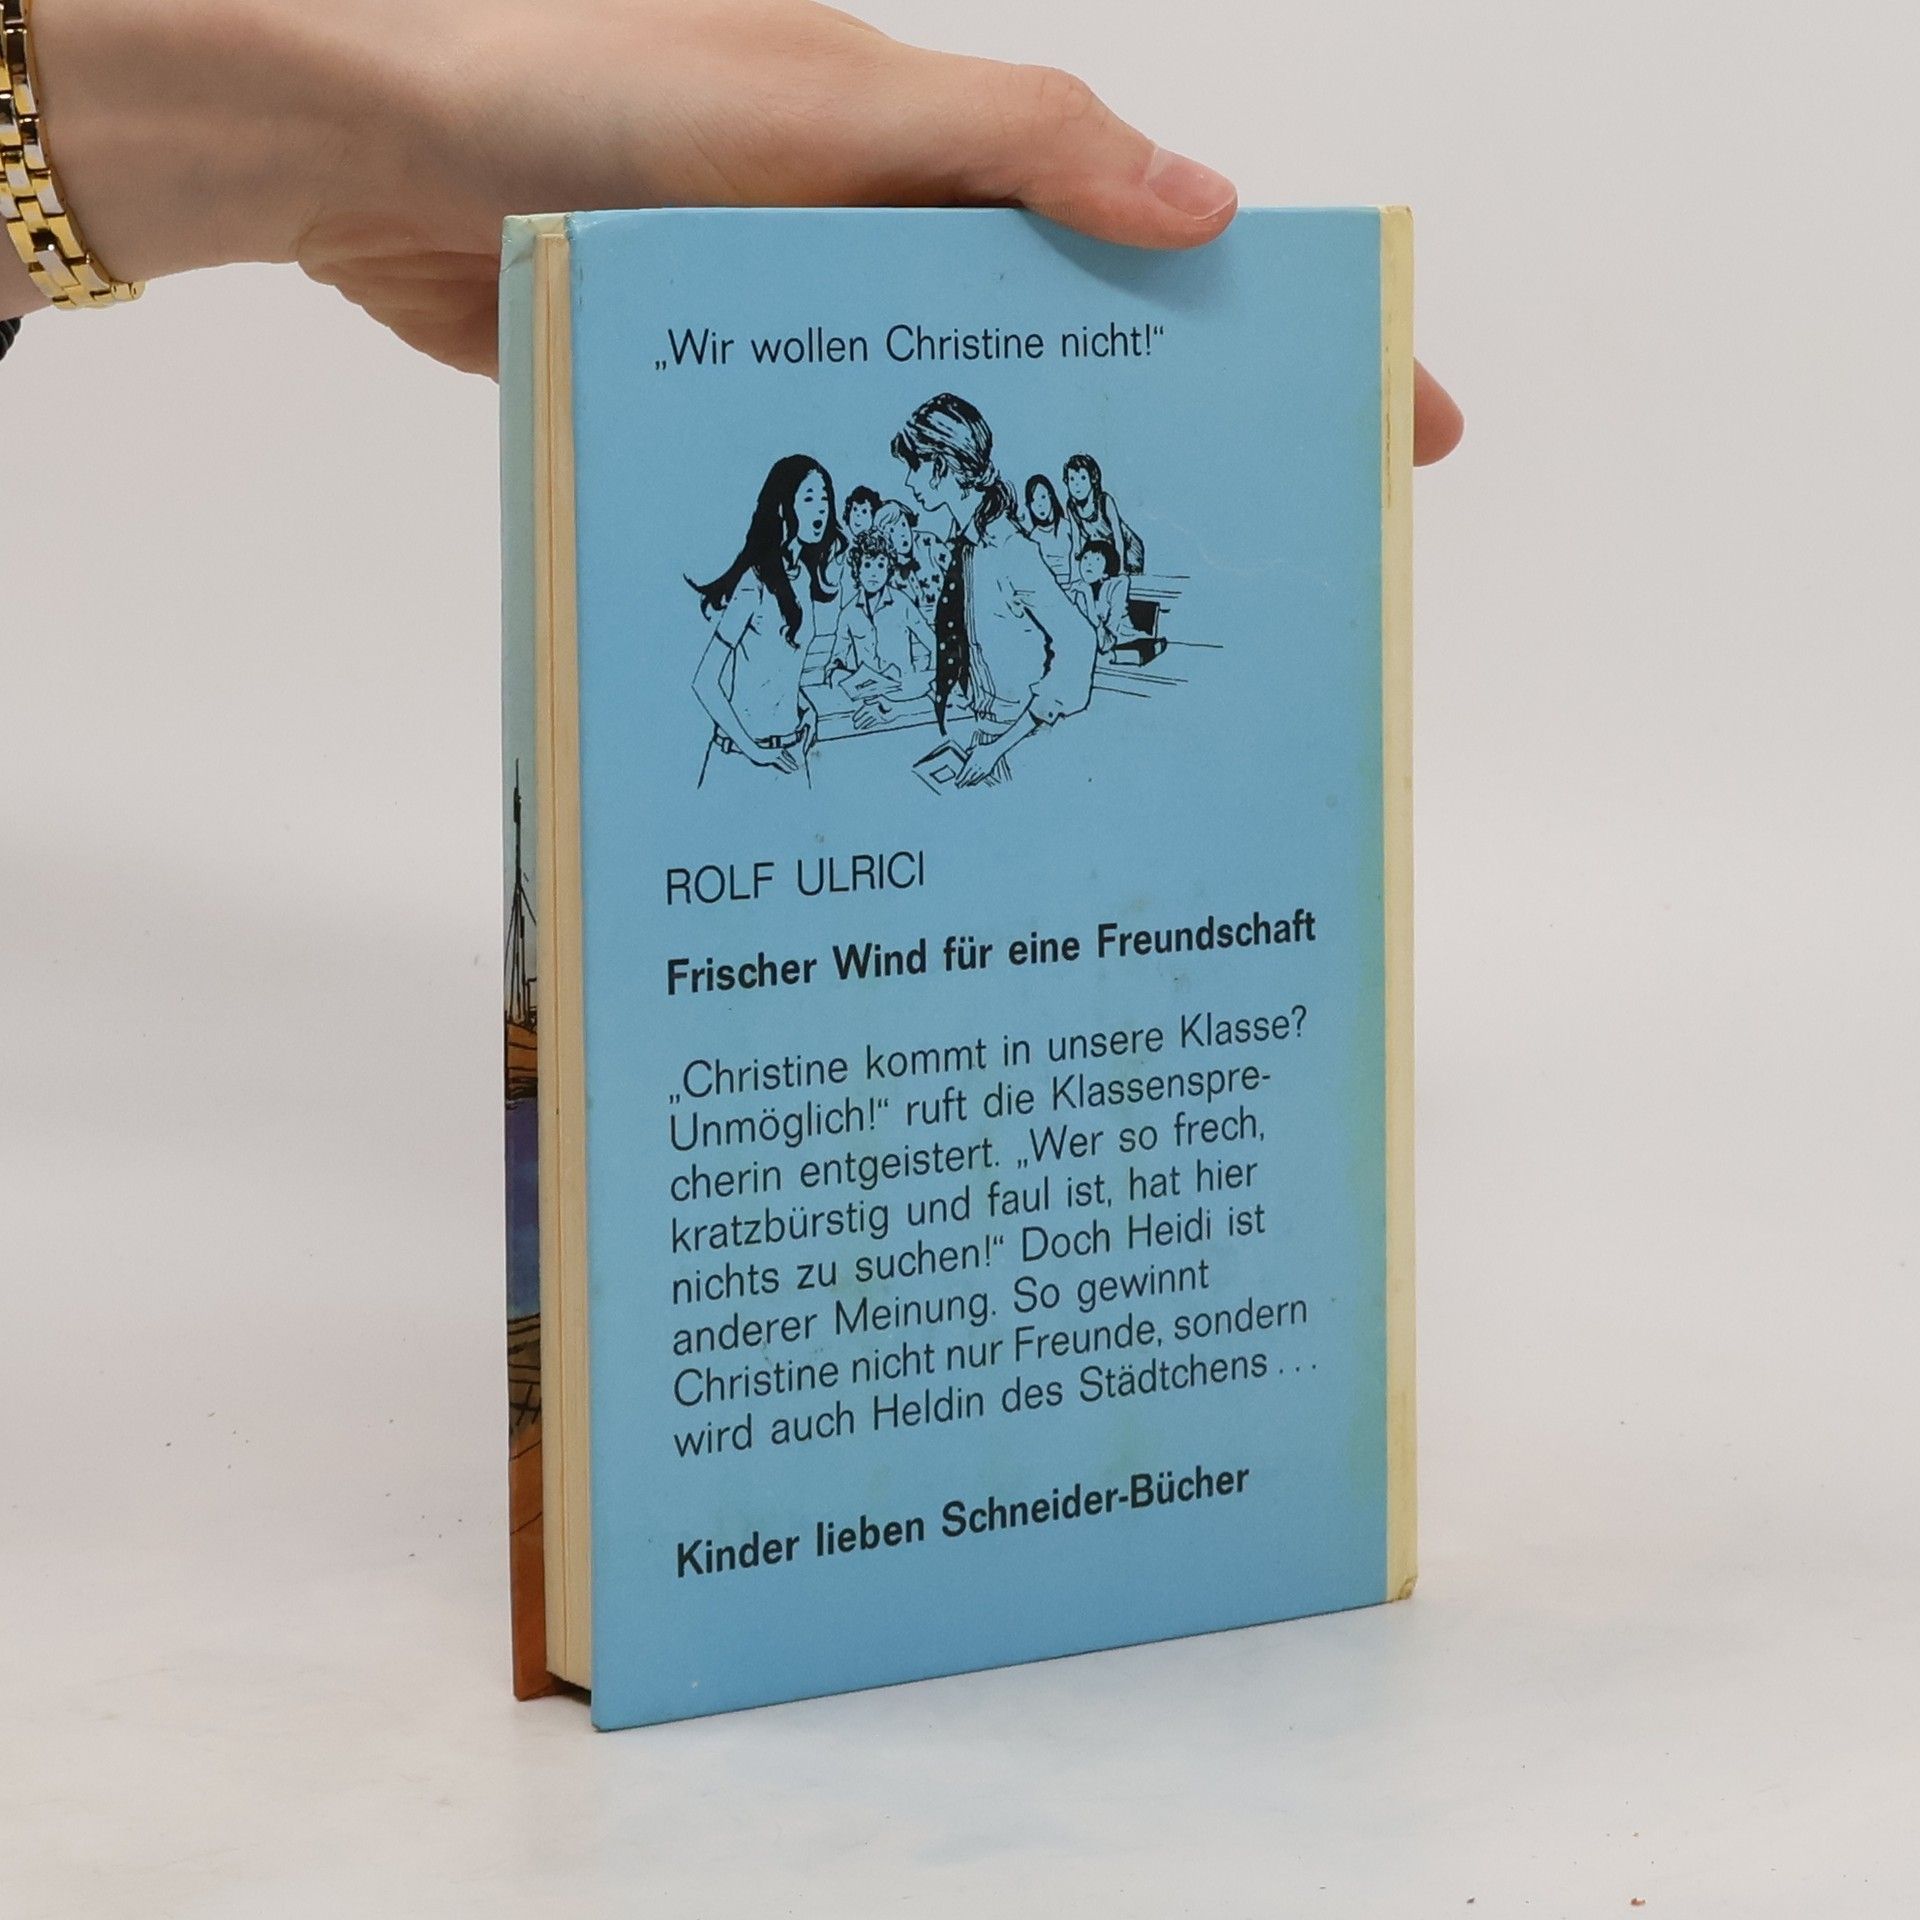 „Wir wollen Christine nicht!“
ROLF ULRICI
Frischer Wind für eine Freundschaft
„Christine kommt in unsere Klasse?
Unmöglich!“ ruft die Klassenspre-
cherin entgeistert. „Wer so frech,
kratzbürstig und faul ist, hat hier
nichts zu suchen!“ Doch Heidi ist
anderer Meinung. So gewinnt
Christine nicht nur Freunde, sondern
wird auch Heldin des Städtchens . . .
Kinder lieben Schneider-Bücher